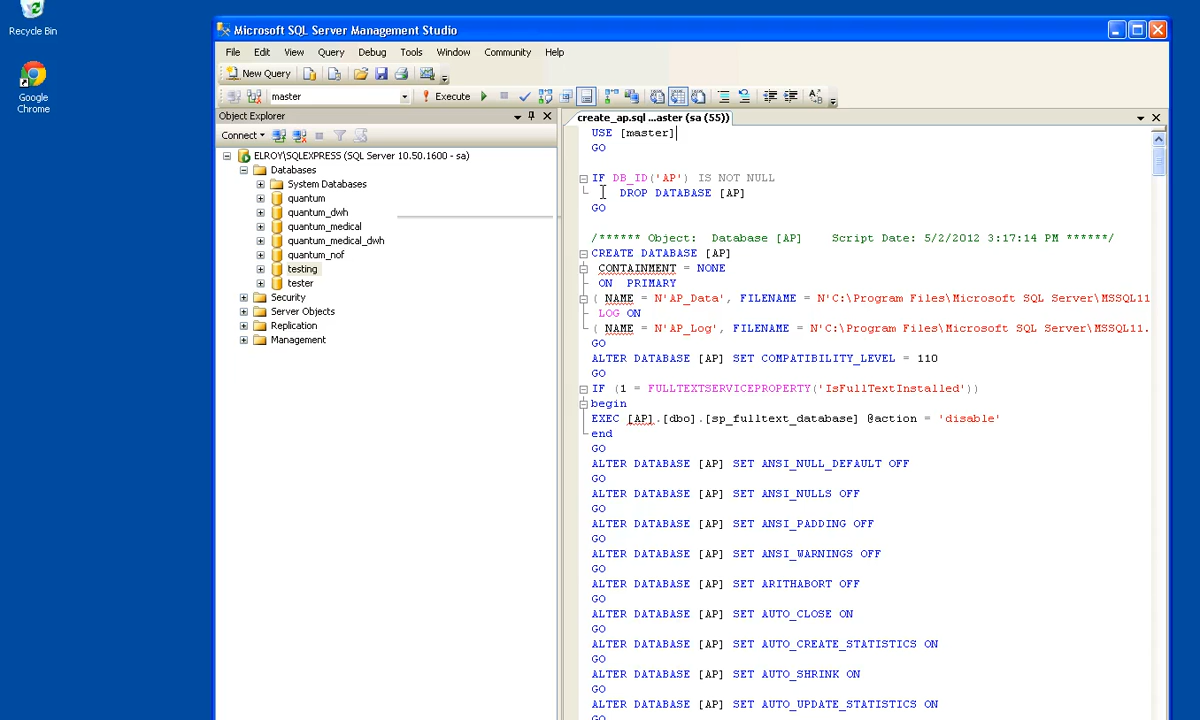 Recycle Bin
Google
Chrome
Microsoft SQL Server Management Studio
File Edit View Query Debug Tools Window Community Help
New Query
master Execute
Object Explorer
Connect
ELROY\SQLEXPRESS (SQL Server 10.50.1600 - sa)
Databases
System Databases
quantum
quantum_dwh
quantum_medical
quantum_medical_dwh
quantum_nof
testing
tester
Security
Server Objects
Replication
Management
create_ap.sql ...aster (sa (55))
USE [master]
GO
IF DB_ID('AP') IS NOT NULL
DROP DATABASE [AP]
GO
/****** Object: Database [AP] Script Date: 5/2/2012 3:17:14 PM ******/
CREATE DATABASE [AP]
CONTAINMENT = NONE
ON PRIMARY
( NAME = N'AP_Data', FILENAME = N'C:\Program Files\Microsoft SQL Server\MSSQL11
LOG ON
( NAME = N'AP_Log', FILENAME = N'C:\Program Files\Microsoft SQL Server\MSSQL11.
GO
ALTER DATABASE [AP] SET COMPATIBILITY_LEVEL = 110
GO
IF (1 = FULLTEXTSERVICEPROPERTY('IsFullTextInstalled'))
begin
EXEC [AP].[dbo].[sp_fulltext_database] @action = 'disable'
end
GO
ALTER DATABASE [AP] SET ANSI_NULL_DEFAULT OFF
GO
ALTER DATABASE [AP] SET ANSI_NULLS OFF
GO
ALTER DATABASE [AP] SET ANSI_PADDING OFF
GO
ALTER DATABASE [AP] SET ANSI_WARNINGS OFF
GO
ALTER DATABASE [AP] SET ARITHABORT OFF
GO
ALTER DATABASE [AP] SET AUTO_CLOSE ON
GO
ALTER DATABASE [AP] SET AUTO_CREATE_STATISTICS ON
GO
ALTER DATABASE [AP] SET AUTO_SHRINK ON
GO
ALTER DATABASE [AP] SET AUTO_UPDATE_STATISTICS ON
GO